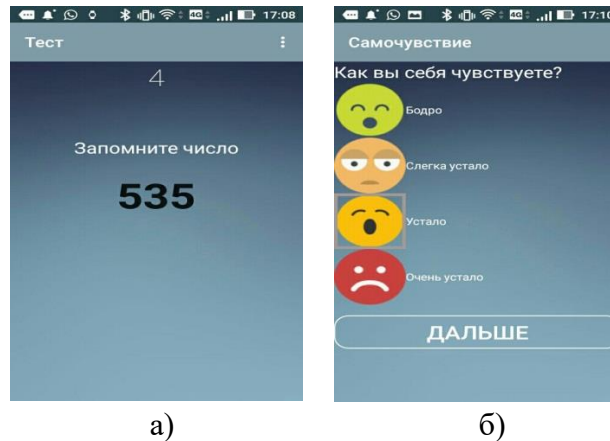 17:08
Тест
4
Запомните число
535
а)
4G 17:10
Самочувствие
Как вы себя чувствуете?
Бодро
Слегка устало
Устало
Очень устало
ДАЛЬШЕ
б)